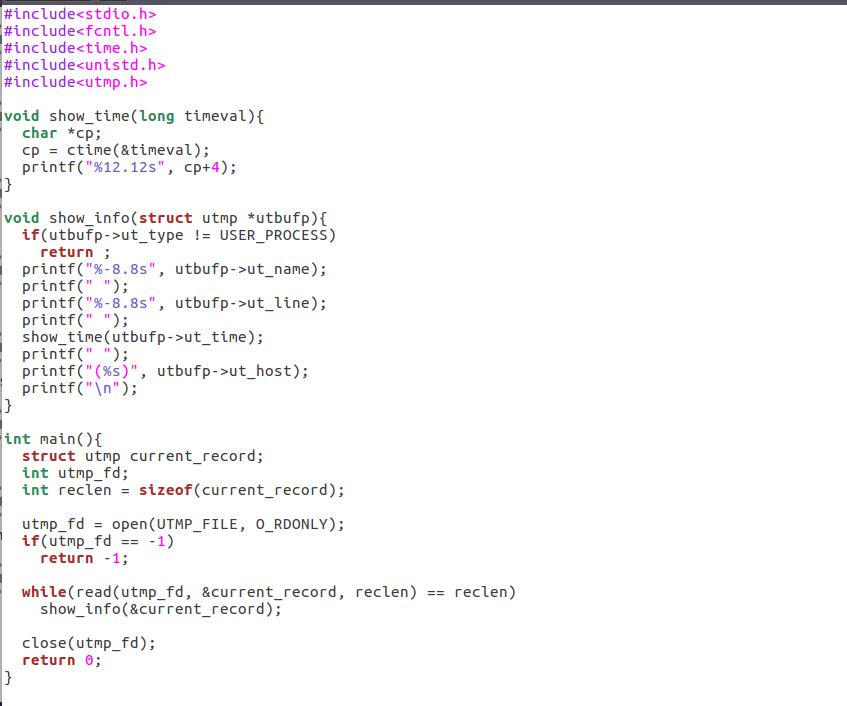 #include<stdio.h>
#include<fcntl.h>
#include<time.h>
#include<unistd.h>
#include<utmp.h>

void show_time(long timeval){
  char *cp;
  cp = ctime(&timeval);
  printf("%12.12s", cp+4);
}

void show_info(struct utmp *utbufp){
  if(utbufp->ut_type != USER_PROCESS)
    return ;
  printf("%-8.8s", utbufp->ut_name);
  printf(" ");
  printf("%-8.8s", utbufp->ut_line);
  printf(" ");
  show_time(utbufp->ut_time);
  printf(" ");
  printf("(%s)", utbufp->ut_host);
  printf("\n");
}

int main(){
  struct utmp current_record;
  int utmp_fd;
  int reclen = sizeof(current_record);

  utmp_fd = open(UTMP_FILE, O_RDONLY);
  if(utmp_fd == -1)
    return -1;

  while(read(utmp_fd, &current_record, reclen) == reclen)
    show_info(&current_record);

  close(utmp_fd);
  return 0;
}